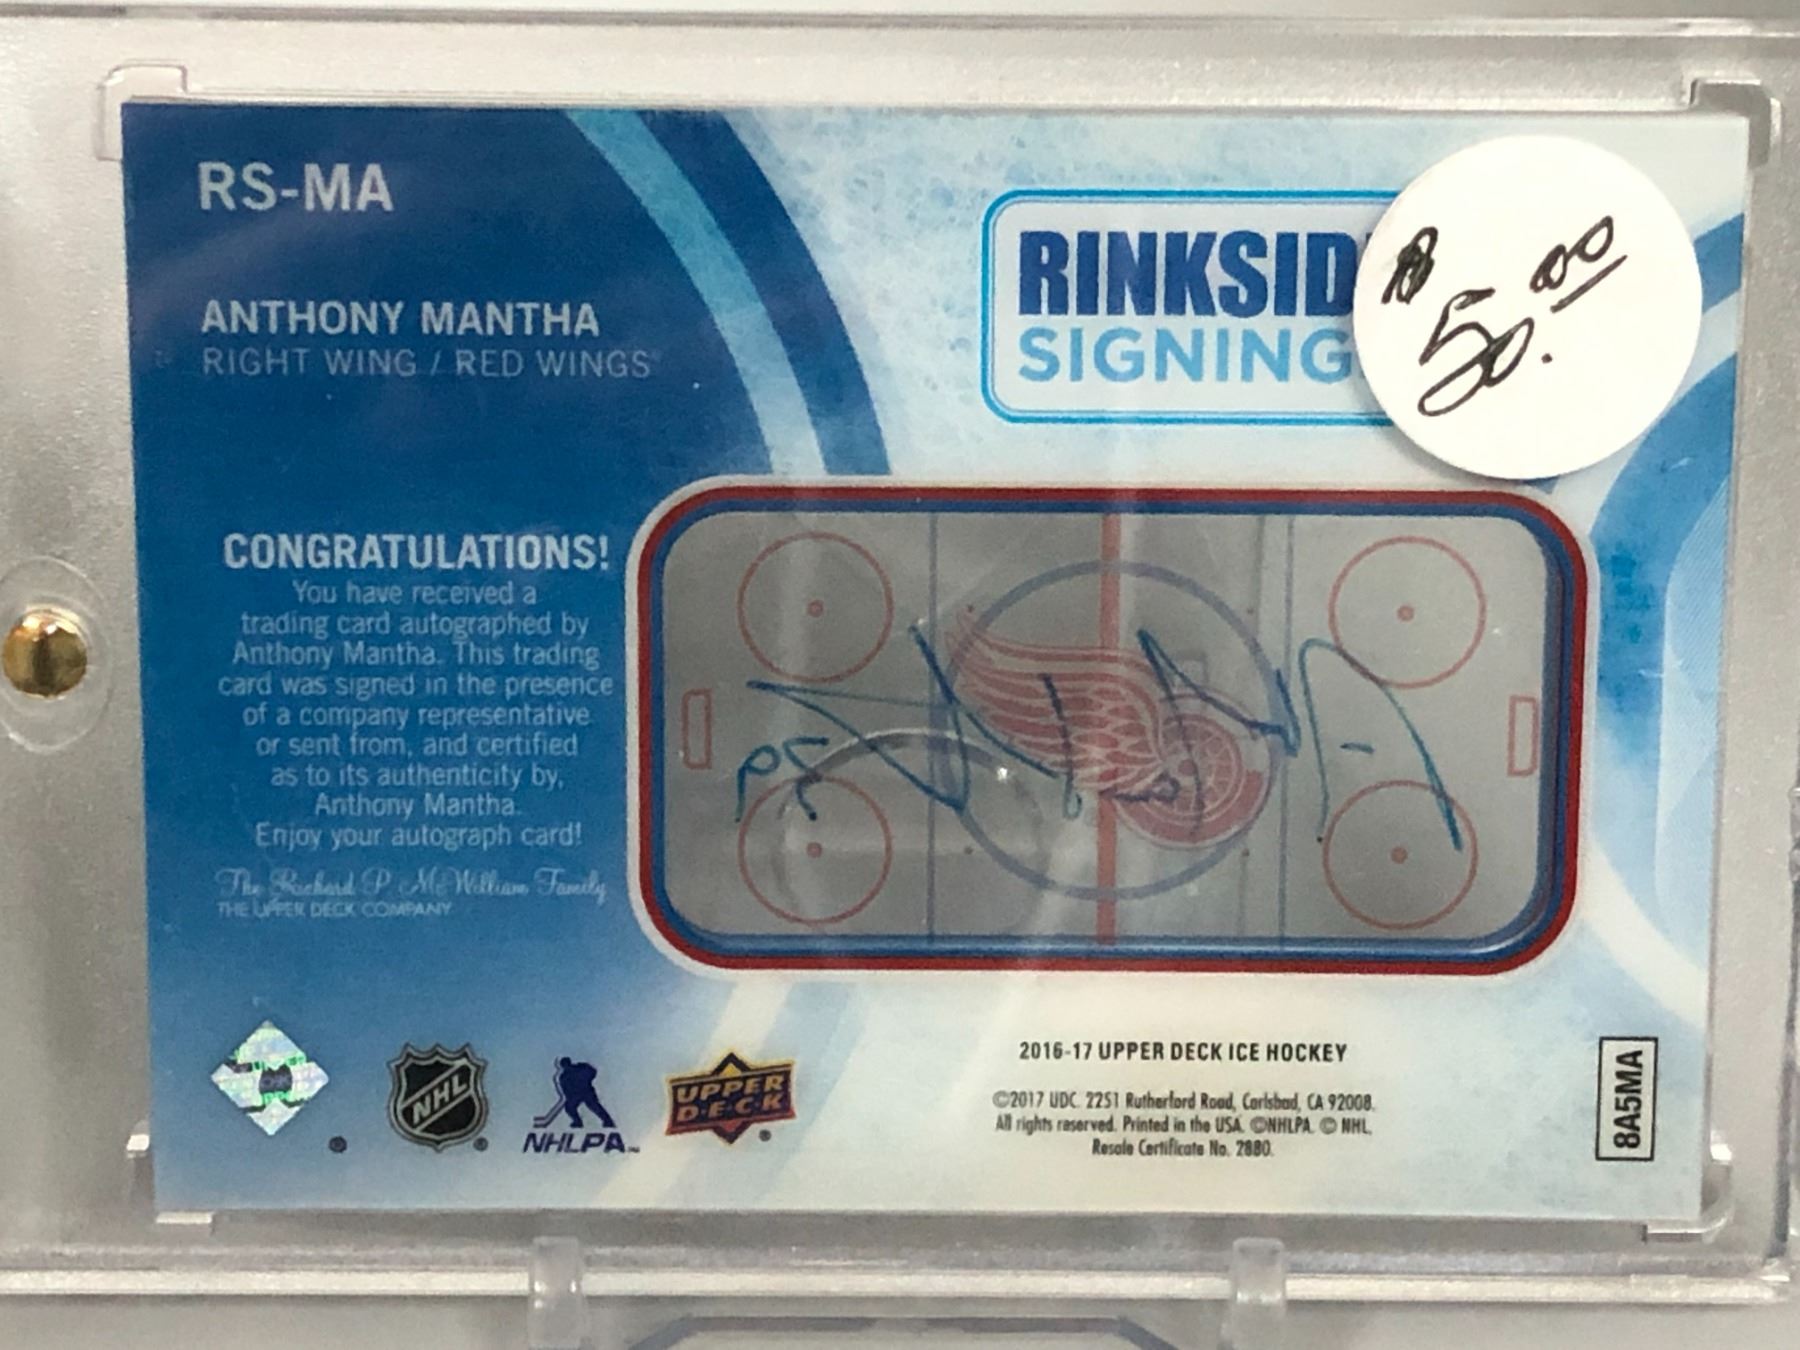 RS-MA
ANTHONY MANTHA
RIGHT WING / RED WINGS
RINKSID
SIGNING
$ 50.00
CONGRATULATIONS!
You have received a
trading card autographed by
Anthony Mantha. This trading
card was signed in the presence
of a company representative
or sent from, and certified
as to its authenticity by,
Anthony Mantha.
Enjoy your autograph card!
The Richard P. McWilliam Family
THE UPPER DECK COMPANY
NHL
NHLPA
UPPER
D·E·C·K
2016-17 UPPER DECK ICE HOCKEY
©2017 UDC. 2251 Rutherford Road, Carlsbad, CA 92008.
All rights reserved. Printed in the USA. ©NHLPA. © NHL.
Resale Certificate No. 2880.
8A5MA